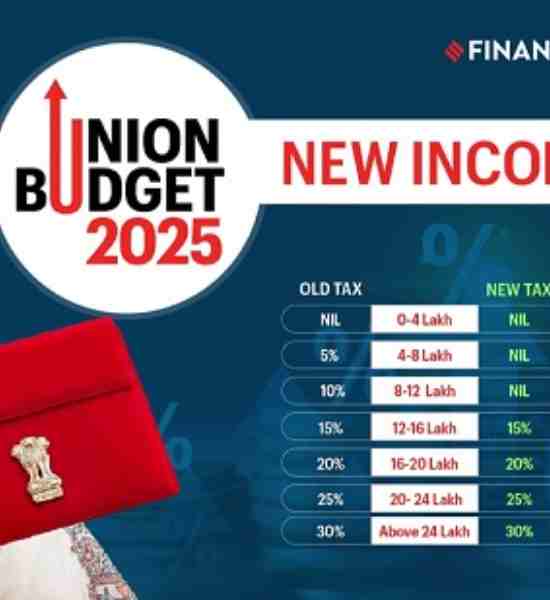 FINAN
UNION
BUDGET
2025
NEW INCO
OLD TAX NEW TAX
NIL 0-4 Lakh NIL
5% 4-8 Lakh NIL
10% 8-12 Lakh NIL
15% 12-16 Lakh 15%
20% 16-20 Lakh 20%
25% 20- 24 Lakh 25%
30% Above 24 Lakh 30%